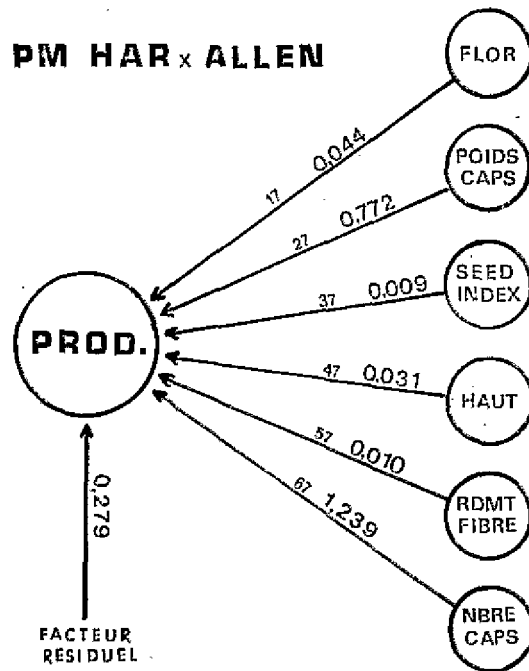 PM HAR x ALLEN
FLOR
17 0,044
POIDS
CAPS
27 0,772
SEED
INDEX
37 0,009
PROD.
47 0,031
HAUT
57 0,010
RDMT
FIBRE
67 1,239
NBRE
CAPS
0,279
FACTEUR
RESIDUEL